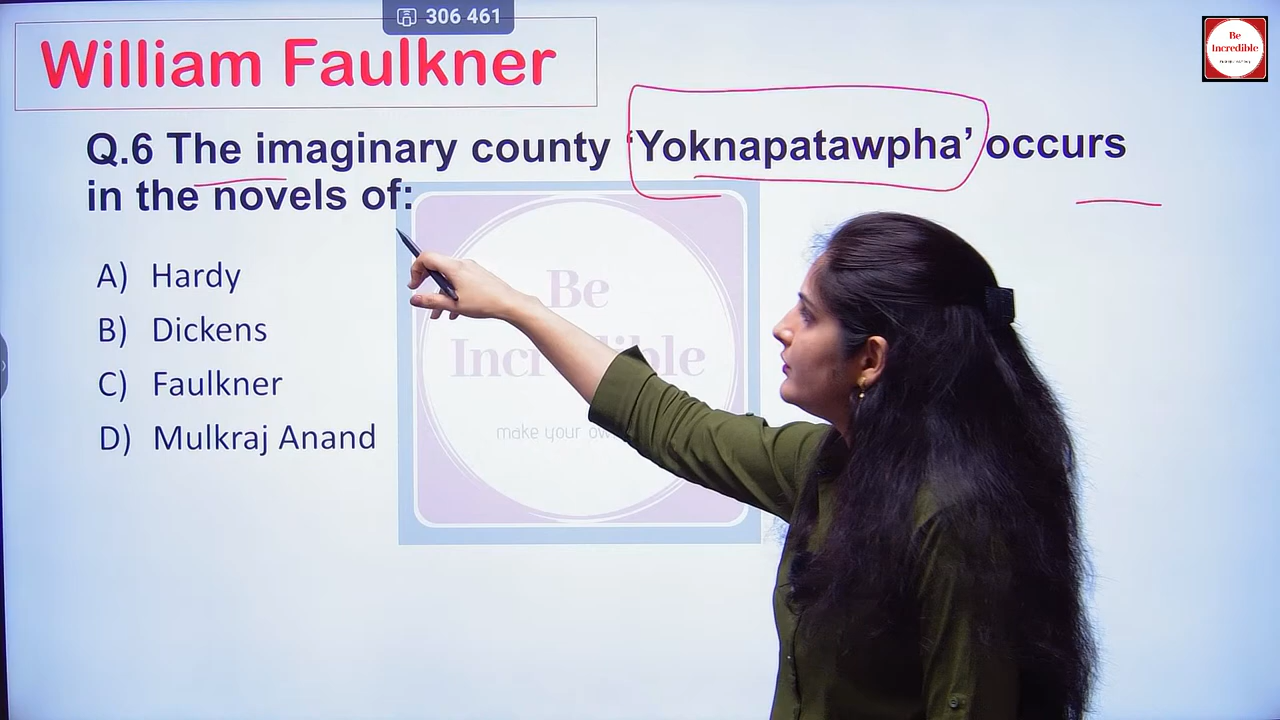 306 461
William Faulkner
Be
Incredible
Q.6 The imaginary county ‘Yoknapatawpha’ occurs
in the novels of:
A) Hardy
B) Dickens
C) Faulkner
D) Mulkraj Anand
Be
Incredible
make your ow